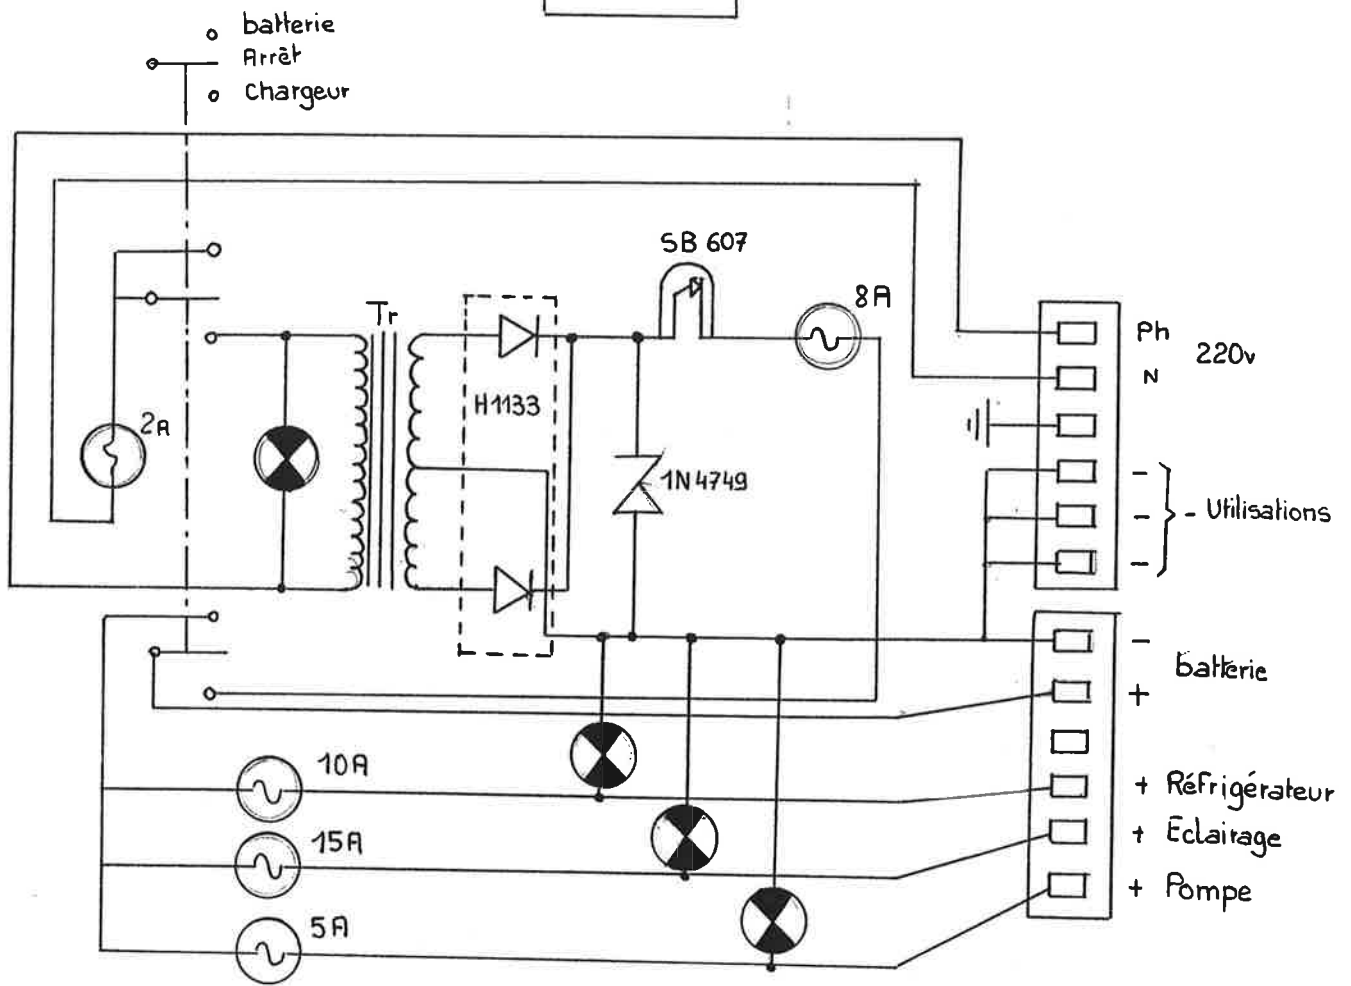 batterie
Arrêt
Chargeur
SB 607
8A
Tr
Ph
220v
N
2A
H1133
1N4749
-
-
- Utilisations
-
-
batterie
+
10A
+ Réfrigérateur
15A
+ Eclairage
5A
+ Pompe